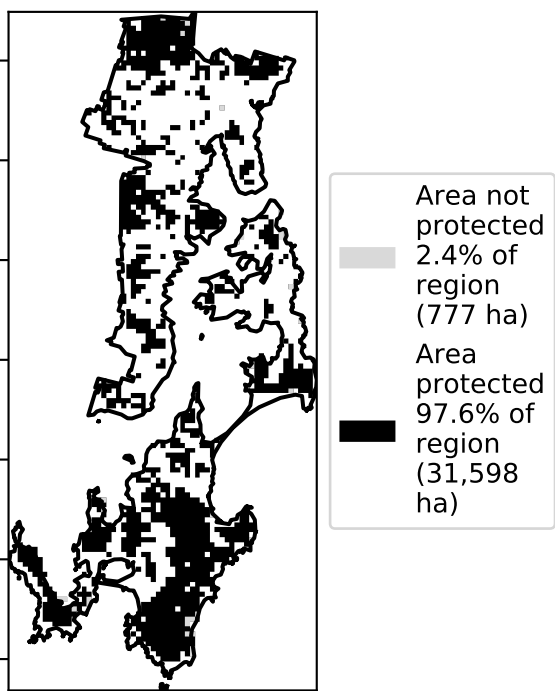 Area not
protected
2.4% of
region
(777 ha)
Area
protected
97.6% of
region
(31,598
ha)